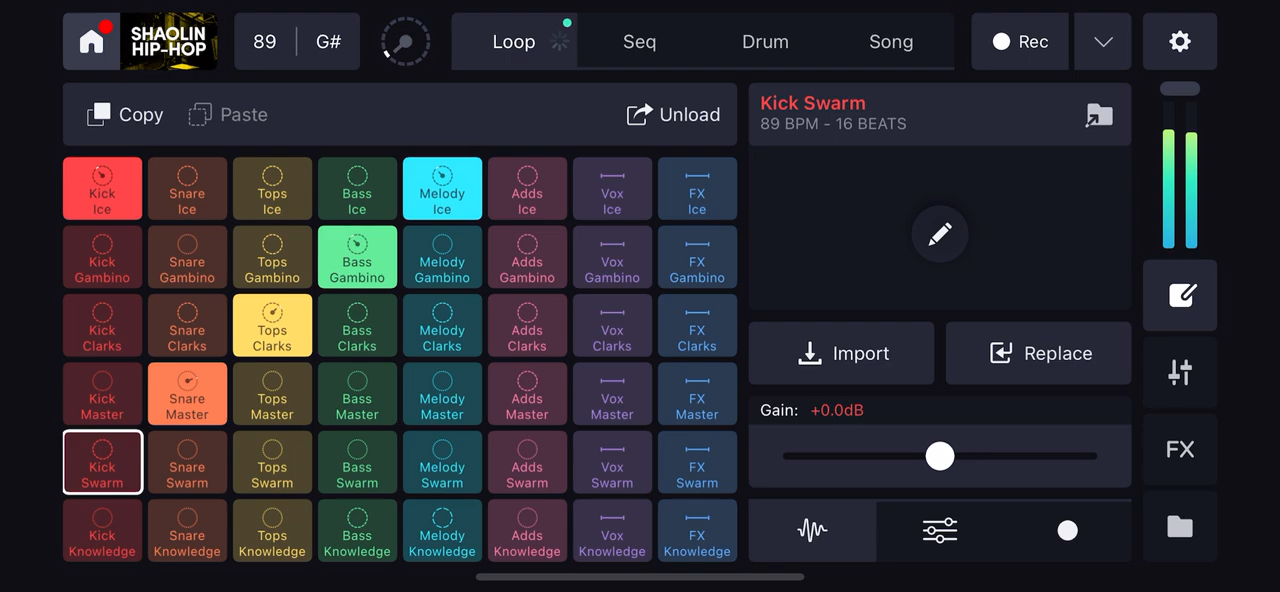 SHAOLIN
HIP-HOP
89
G#
Loop
Seq
Drum
Song
Rec
Copy
Paste
Unload
Kick Swarm
89 BPM - 16 BEATS
Kick
Ice
Snare
Ice
Tops
Ice
Bass
Ice
Melody
Ice
Adds
Ice
Vox
Ice
FX
Ice
Kick
Gambino
Snare
Gambino
Tops
Gambino
Bass
Gambino
Melody
Gambino
Adds
Gambino
Vox
Gambino
FX
Gambino
Kick
Clarks
Snare
Clarks
Tops
Clarks
Bass
Clarks
Melody
Clarks
Adds
Clarks
Vox
Clarks
FX
Clarks
Kick
Master
Snare
Master
Tops
Master
Bass
Master
Melody
Master
Adds
Master
Vox
Master
FX
Master
Kick
Swarm
Snare
Swarm
Tops
Swarm
Bass
Swarm
Melody
Swarm
Adds
Swarm
Vox
Swarm
FX
Swarm
Kick
Knowledge
Snare
Knowledge
Tops
Knowledge
Bass
Knowledge
Melody
Knowledge
Adds
Knowledge
Vox
Knowledge
FX
Knowledge
Import
Replace
Gain: +0.0dB
FX